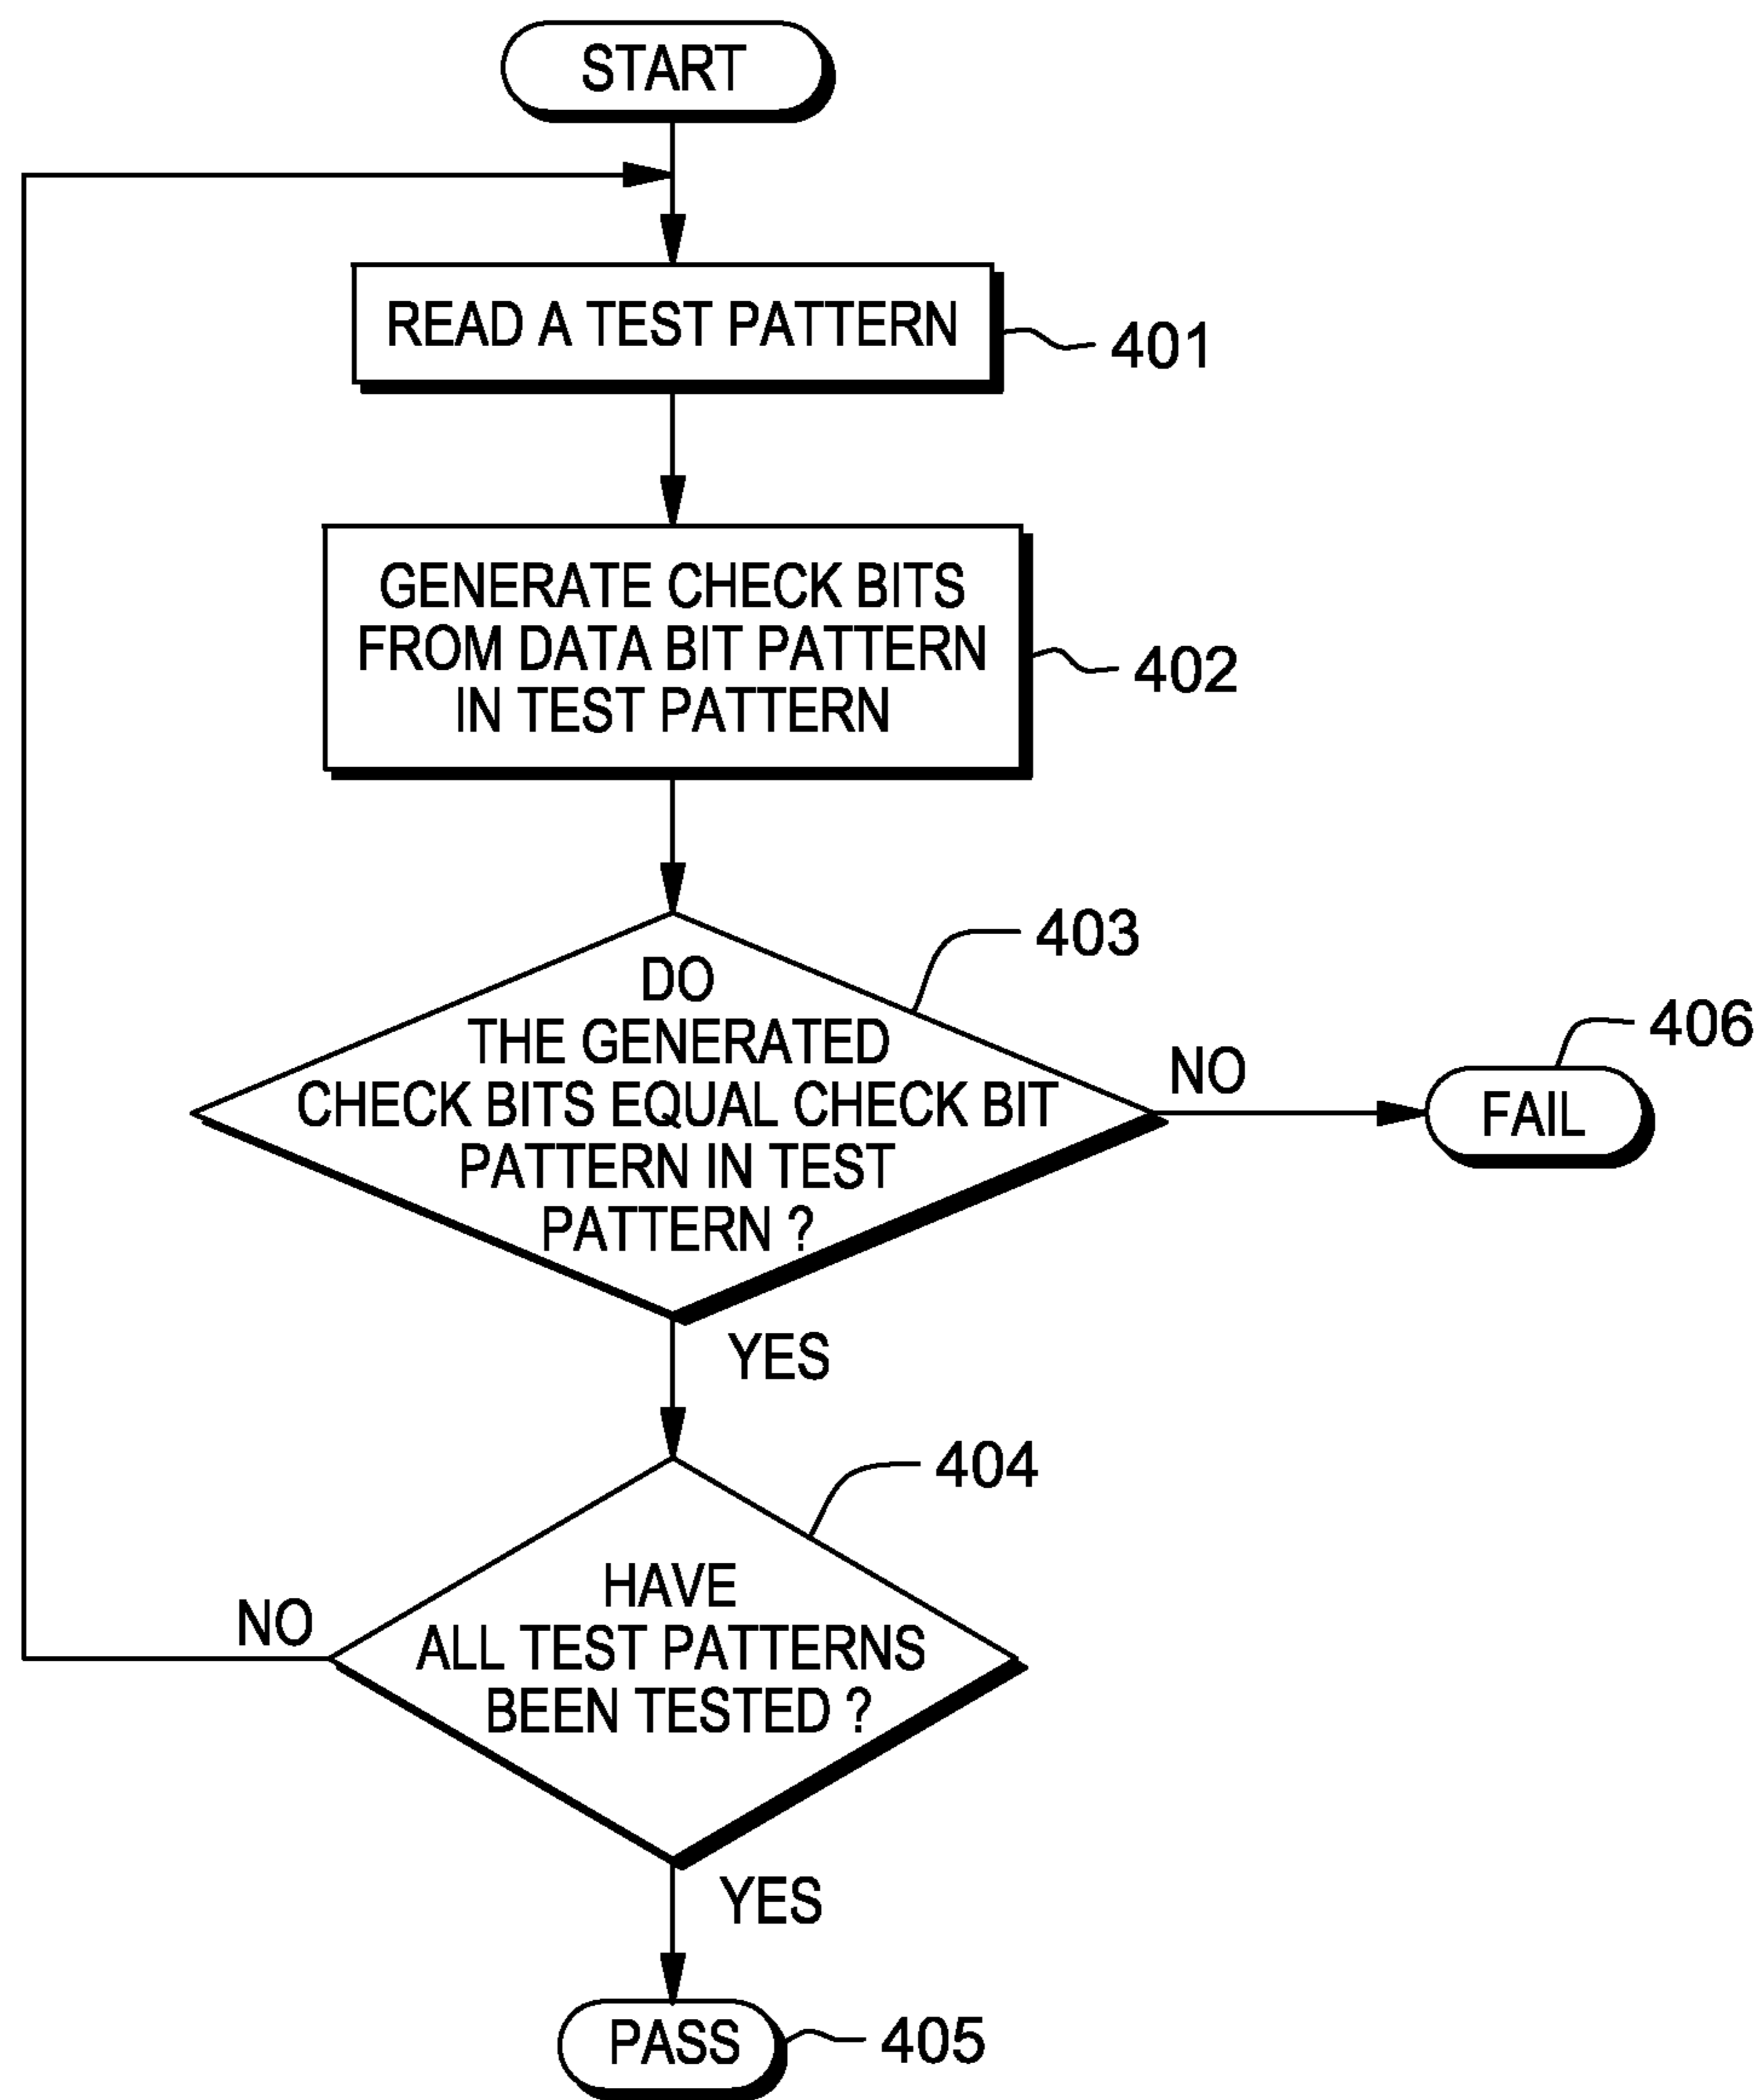 START
READ A TEST PATTERN
401
GENERATE CHECK BITS
FROM DATA BIT PATTERN
IN TEST PATTERN
402
403
DO
THE GENERATED
CHECK BITS EQUAL CHECK BIT
PATTERN IN TEST
PATTERN ?
NO
406
FAIL
YES
404
HAVE
ALL TEST PATTERNS
BEEN TESTED ?
NO
YES
PASS
405